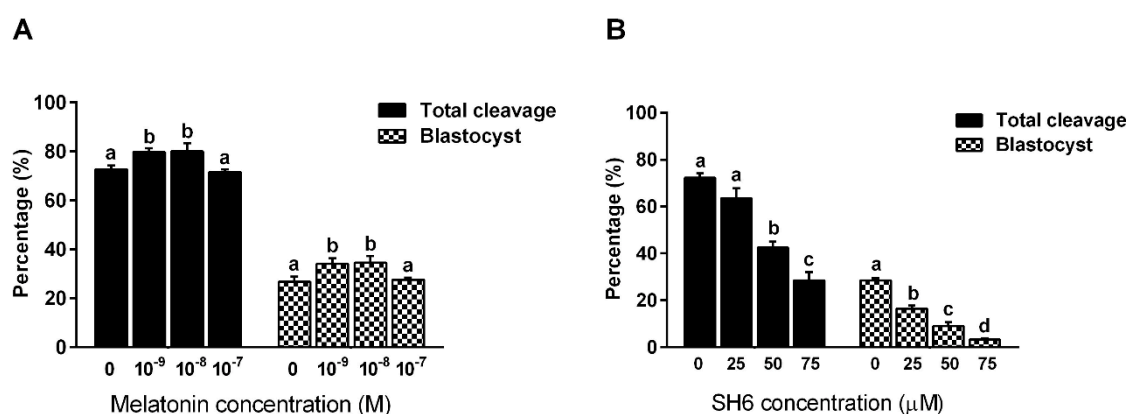 A
Percentage (%)
100
80
60
40
20
0
Total cleavage
Blastocyst
a b b a
a b b a
0 10⁻⁹ 10⁻⁸ 10⁻⁷ 0 10⁻⁹ 10⁻⁸ 10⁻⁷
Melatonin concentration (M)
B
Percentage (%)
100
80
60
40
20
0
Total cleavage
Blastocyst
a a b c
a b c d
0 25 50 75 0 25 50 75
SH6 concentration (μM)